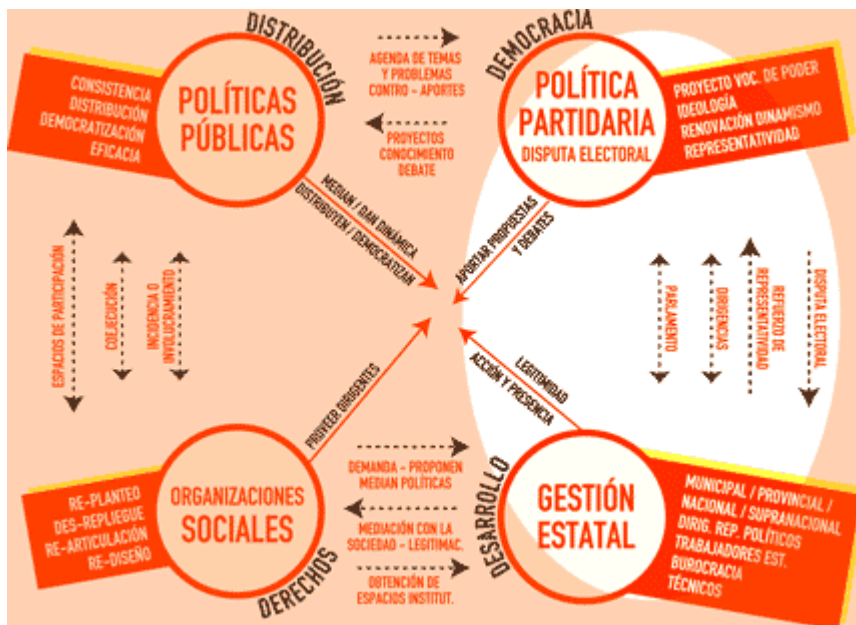 DISTRIBUCIÓN
CONSISTENCIA
DISTRIBUCIÓN
DEMOCRATIZACIÓN
EFICACIA
POLÍTICAS
PÚBLICAS
AGENDA DE TEMAS
Y PROBLEMAS
CONTRO - APORTES
PROYECTOS
CONOCIMIENTO
DEBATE
DEMOCRACIA
POLÍTICA
PARTIDARIA
DISPUTA ELECTORAL
PROYECTO VOC. DE PODER
IDEOLOGÍA
RENOVACIÓN DINAMISMO
REPRESENTATIVIDAD
MEDIAN / DAN DINÁMICA
DISTRIBUYEN / DEMOCRATIZAN
APORTAR PROPUESTAS
Y DEBATES
ESPACIOS DE PARTICIPACIÓN
COEJECUCIÓN
INCIDENCIA O
INVOLUCRAMIENTO
PARLAMENTO
DIRIGENCIAS
REFUERZO DE
REPRESENTATIVIDAD
DISPUTA ELECTORAL
PROVEER DIRIGENTES
LEGITIMIDAD
ACCIÓN Y PRESENCIA
RE-PLANTEO
DES-REPLIEGUE
RE-ARTICULACIÓN
RE-DISEÑO
ORGANIZACIONES
SOCIALES
DERECHOS
DEMANDA - PROPONEN
MEDIAN POLÍTICAS
MEDIACIÓN CON LA
SOCIEDAD - LEGITIMAC.
OBTENCIÓN DE
ESPACIOS INSTITUT.
DESARROLLO
GESTIÓN
ESTATAL
MUNICIPAL / PROVINCIAL /
NACIONAL / SUPRANACIONAL
DIRIG. REP. POLÍTICOS
TRABAJADORES EST.
BUROCRACIA
TÉCNICOS